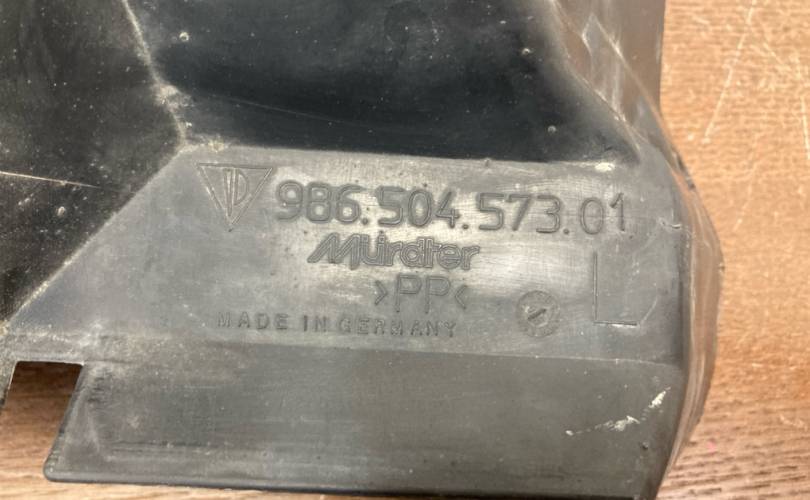 986.504.573.01
Mürdter
>PP<
L
MADE IN GERMANY